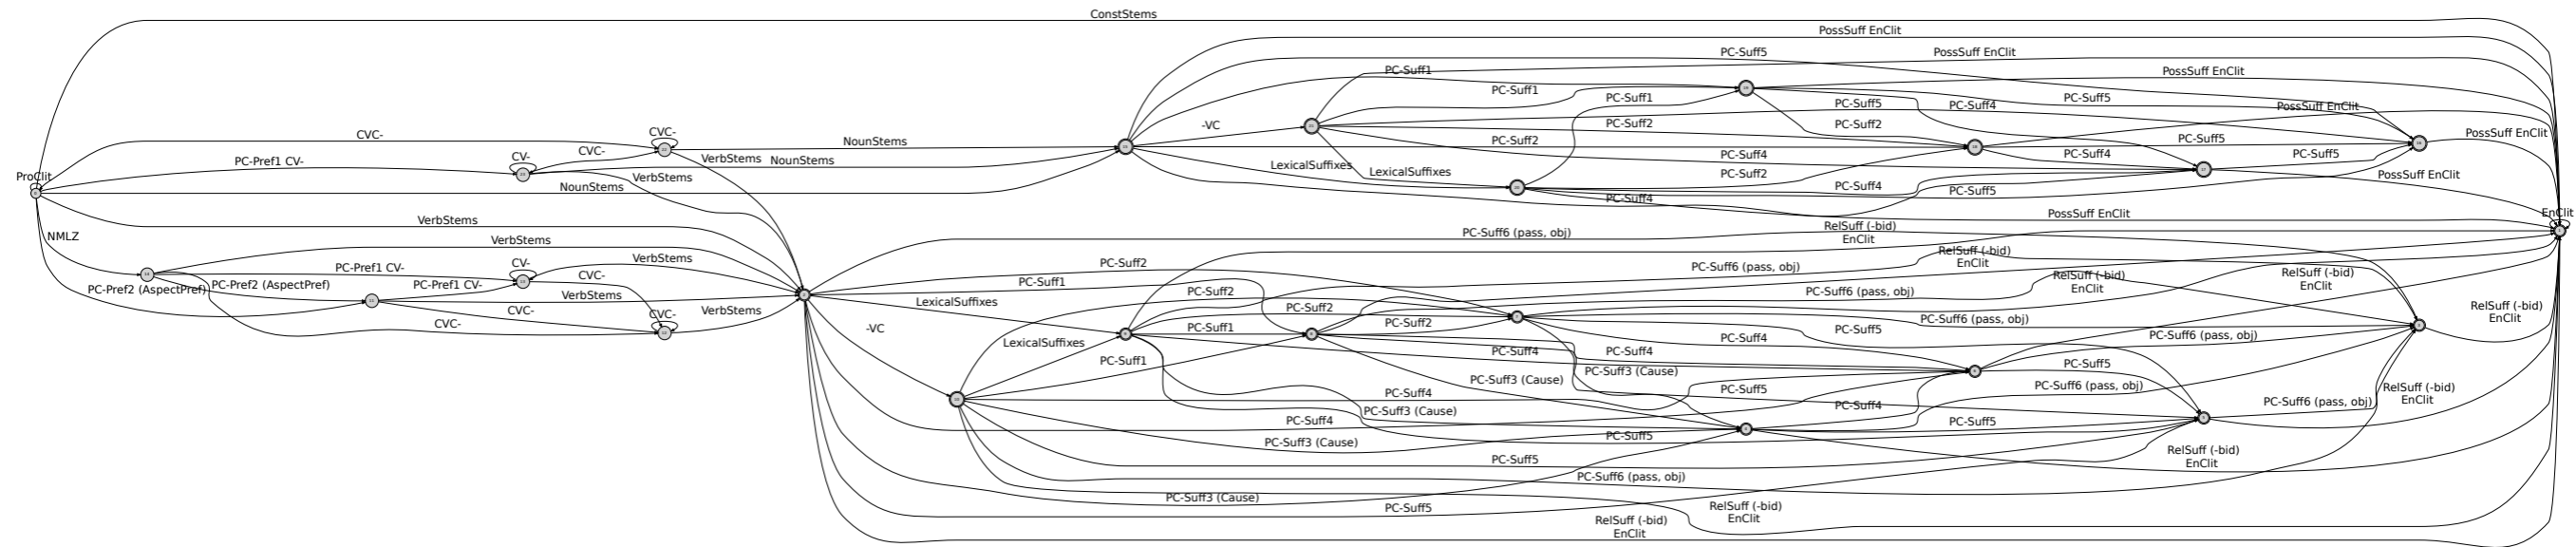 ConstStems
PossSuff EnClit
PC-Suff5
PossSuff EnClit
PC-Suff1
PossSuff EnClit
PC-Suff1
PC-Suff1
PC-Suff5
PC-Suff5
PC-Suff4
PossSuff EnClit
-VC
PC-Suff2
PC-Suff2
CVC-
CVC-
NounStems
PC-Suff2
PC-Suff5
PossSuff EnClit
CVC-
PC-Suff4
PC-Suff4
PC-Suff5
PC-Pref1 CV-
CV-
VerbStems
NounStems
LexicalSuffixes
LexicalSuffixes
PC-Suff2
PossSuff EnClit
ProClit
VerbStems
NounStems
PC-Suff4
PC-Suff5
PC-Suff4
PossSuff EnClit
EnClit
VerbStems
PC-Suff6 (pass, obj)
RelSuff (-bid)
EnClit
NMLZ
VerbStems
RelSuff (-bid)
EnClit
VerbStems
PC-Suff2
PC-Suff6 (pass, obj)
PC-Pref1 CV-
CV-
CVC-
RelSuff (-bid)
EnClit
RelSuff (-bid)
EnClit
PC-Suff1
PC-Pref2 (AspectPref)
PC-Pref2 (AspectPref)
PC-Pref1 CV-
VerbStems
PC-Suff2
PC-Suff6 (pass, obj)
LexicalSuffixes
PC-Suff2
RelSuff (-bid)
EnClit
CVC-
CVC-
VerbStems
CVC-
-VC
PC-Suff1
PC-Suff2
PC-Suff5
PC-Suff6 (pass, obj)
LexicalSuffixes
PC-Suff4
PC-Suff6 (pass, obj)
PC-Suff1
PC-Suff4
PC-Suff4
PC-Suff5
PC-Suff3 (Cause)
PC-Suff3 (Cause)
PC-Suff5
PC-Suff6 (pass, obj)
RelSuff (-bid)
EnClit
PC-Suff4
PC-Suff4
PC-Suff6 (pass, obj)
PC-Suff3 (Cause)
PC-Suff4
PC-Suff5
PC-Suff3 (Cause)
PC-Suff5
RelSuff (-bid)
EnClit
PC-Suff5
PC-Suff6 (pass, obj)
PC-Suff3 (Cause)
PC-Suff5
RelSuff (-bid)
EnClit
RelSuff (-bid)
EnClit